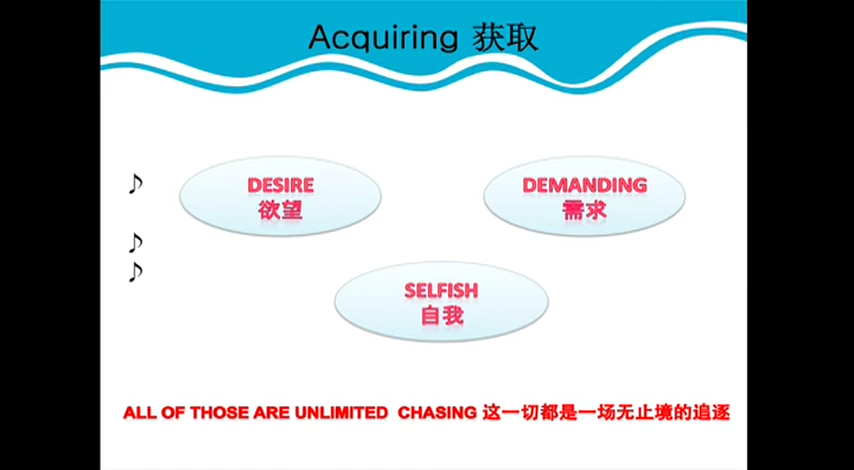 Acquiring 获取
DESIRE
欲望
DEMANDING
需求
SELFISH
自我
ALL OF THOSE ARE UNLIMITED CHASING 这一切都是一场无止境的追逐